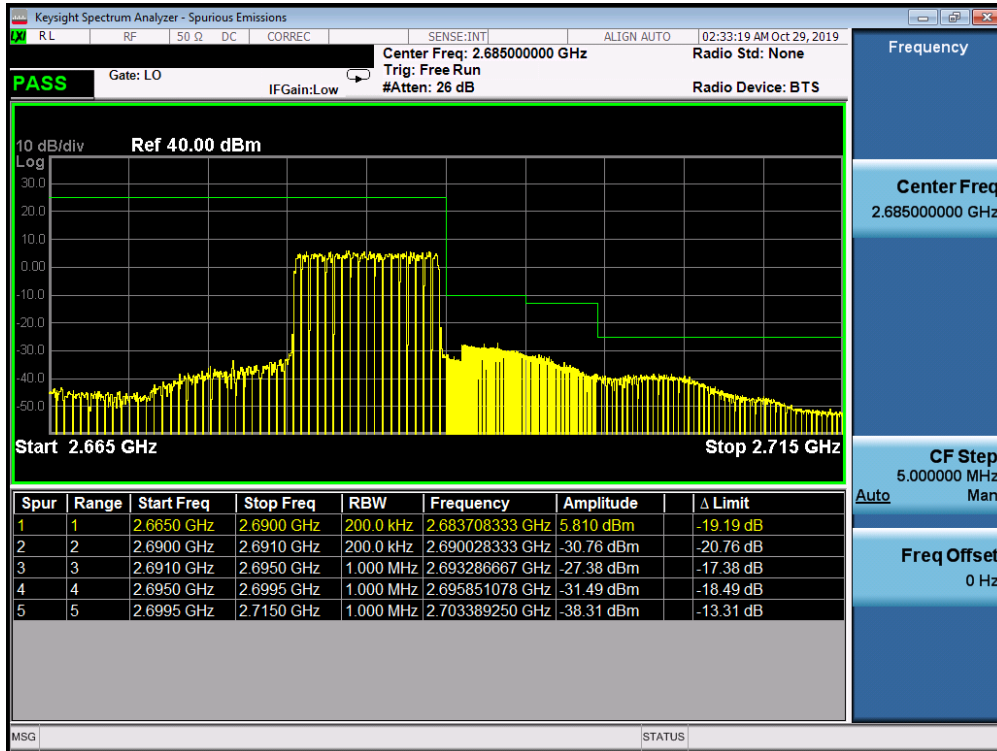 Keysight Spectrum Analyzer - Spurious Emissions
LXI RL RF 50 Ω DC CORREC SENSE:INT ALIGN AUTO 02:33:19 AM Oct 29, 2019
Center Freq: 2.685000000 GHz Radio Std: None
PASS Gate: LO Trig: Free Run
IFGain:Low #Atten: 26 dB Radio Device: BTS
Frequency
10 dB/div Ref 40.00 dBm
Log
30.0
20.0
10.0
0.00
-10.0
-20.0
-30.0
-40.0
-50.0
Start 2.665 GHz Stop 2.715 GHz
Spur Range Start Freq Stop Freq RBW Frequency Amplitude Δ Limit
1 1 2.6650 GHz 2.6900 GHz 200.0 kHz 2.683708333 GHz 5.810 dBm -19.19 dB
2 2 2.6900 GHz 2.6910 GHz 200.0 kHz 2.690028333 GHz -30.76 dBm -20.76 dB
3 3 2.6910 GHz 2.6950 GHz 1.000 MHz 2.693286667 GHz -27.38 dBm -17.38 dB
4 4 2.6950 GHz 2.6995 GHz 1.000 MHz 2.695851078 GHz -31.49 dBm -18.49 dB
5 5 2.6995 GHz 2.7150 GHz 1.000 MHz 2.703389250 GHz -38.31 dBm -13.31 dB
Center Freq
2.685000000 GHz
CF Step
5.000000 MHz
Auto Man
Freq Offset
0 Hz
MSG STATUS